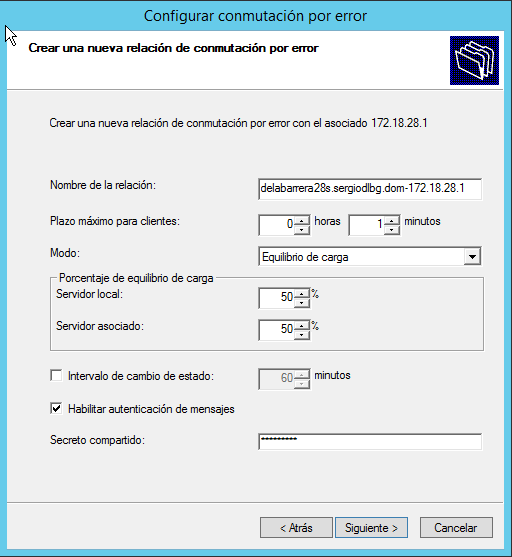 Configurar conmutación por error
Crear una nueva relación de conmutación por error
Crear una nueva relación de conmutación por error con el asociado 172.18.28.1
Nombre de la relación: delabarrera28s.sergiodlbg.dom-172.18.28.1
Plazo máximo para clientes: 0 horas 1 minutos
Modo: Equilibrio de carga
Porcentaje de equilibrio de carga
Servidor local: 50 %
Servidor asociado: 50 %
Intervalo de cambio de estado: 60 minutos
Habilitar autenticación de mensajes
Secreto compartido: *********
< Atrás Siguiente > Cancelar